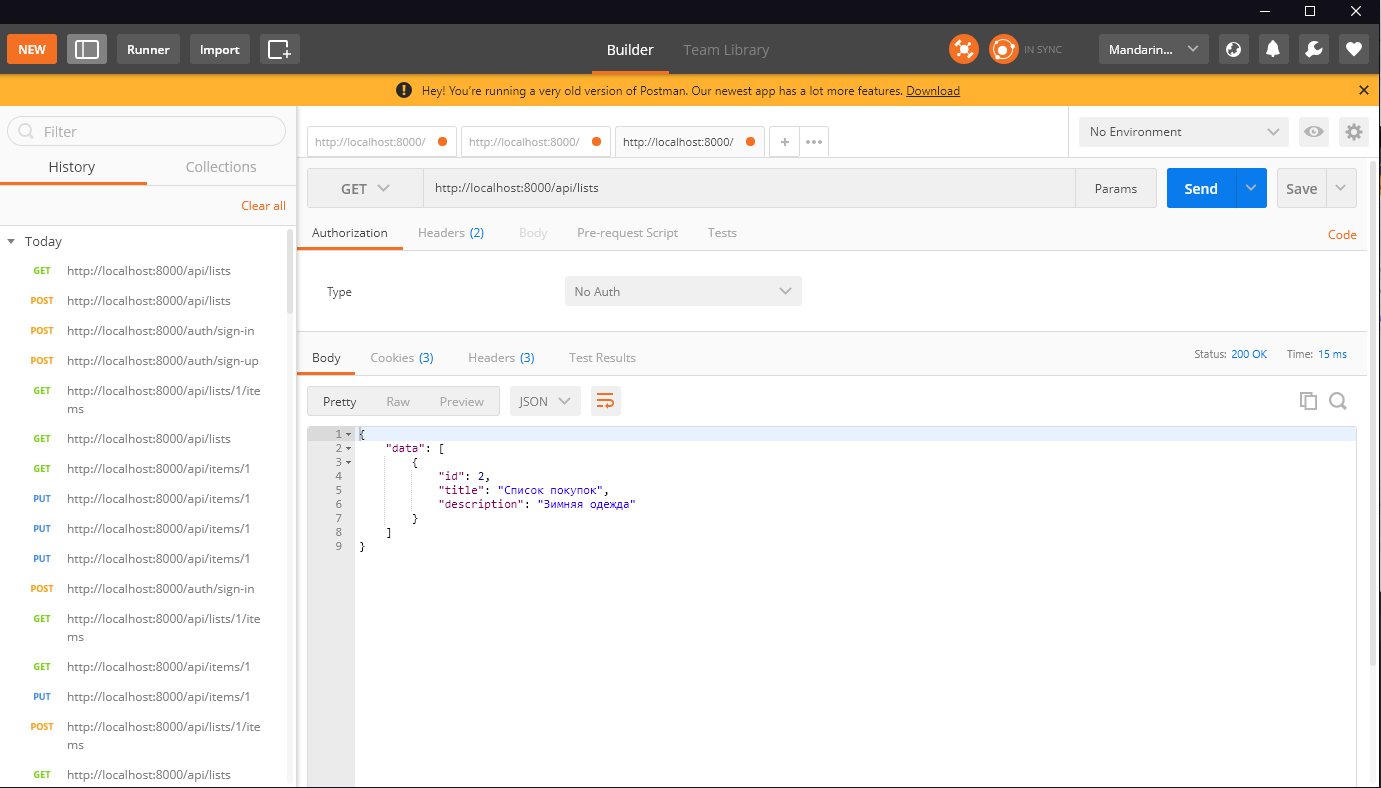 NEW
Runner
Import
Builder
Team Library
IN SYNC
Mandarin...
Hey! You're running a very old version of Postman. Our newest app has a lot more features. Download
Filter
History
Collections
Clear all
Today
GET http://localhost:8000/api/lists
POST http://localhost:8000/api/lists
POST http://localhost:8000/auth/sign-in
POST http://localhost:8000/auth/sign-up
GET http://localhost:8000/api/lists/1/ite
ms
GET http://localhost:8000/api/lists
GET http://localhost:8000/api/items/1
PUT http://localhost:8000/api/items/1
PUT http://localhost:8000/api/items/1
PUT http://localhost:8000/api/items/1
POST http://localhost:8000/auth/sign-in
GET http://localhost:8000/api/lists/1/ite
ms
GET http://localhost:8000/api/items/1
PUT http://localhost:8000/api/items/1
POST http://localhost:8000/api/lists/1/ite
ms
GET http://localhost:8000/api/lists
http://localhost:8000/
http://localhost:8000/
http://localhost:8000/
No Environment
GET
http://localhost:8000/api/lists
Params
Send
Save
Authorization
Headers (2)
Body
Pre-request Script
Tests
Code
Type
No Auth
Body
Cookies (3)
Headers (3)
Test Results
Status: 200 OK
Time: 15 ms
Pretty
Raw
Preview
JSON
1 {
2 "data": [
3 {
4 "id": 2,
5 "title": "Список покупок",
6 "description": "Зимняя одежда"
7 }
8 ]
9 }